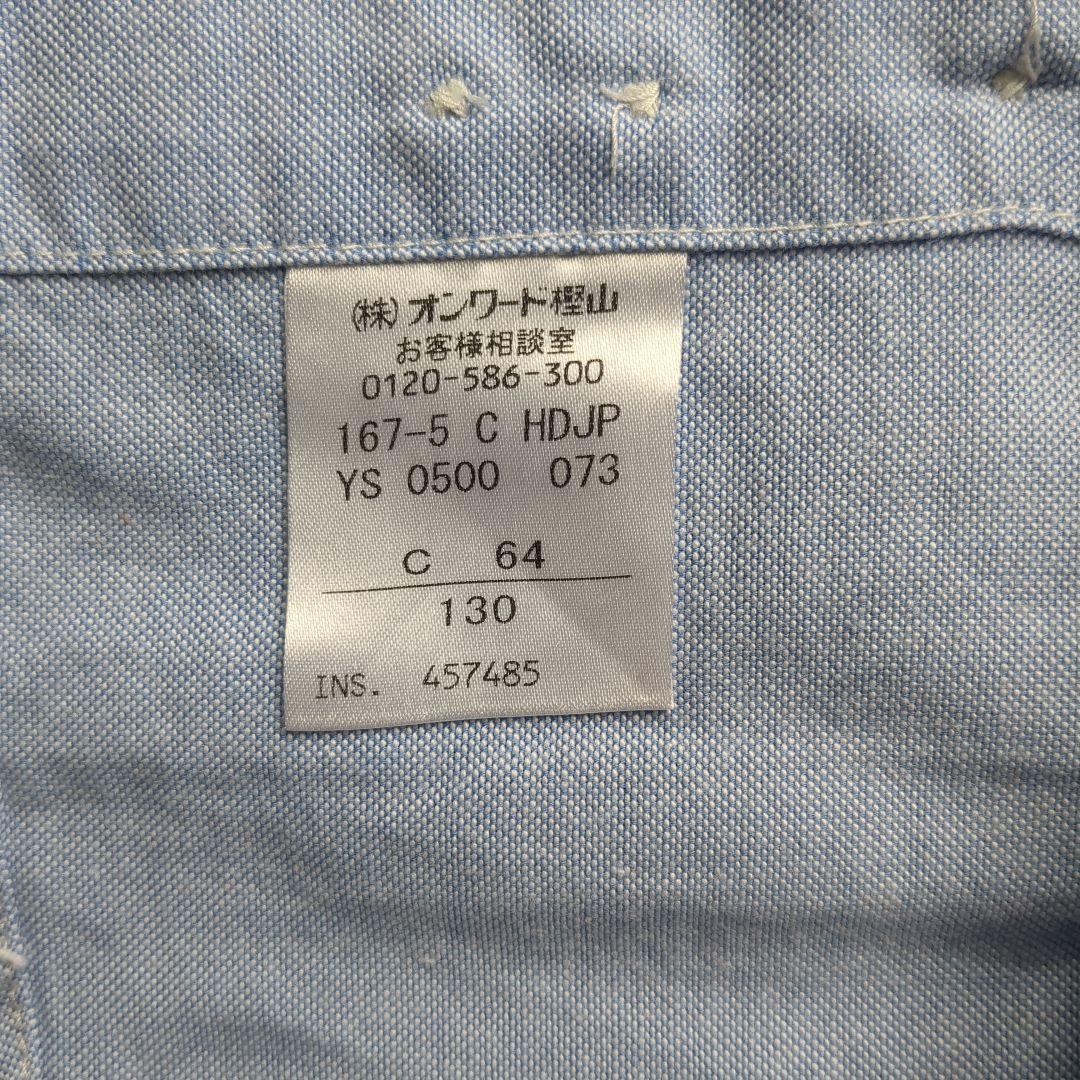 (株)オンワード樫山
お客様相談室
0120-586-300
167-5 C HDJP
YS 0500 073
C 64
130
INS. 457485